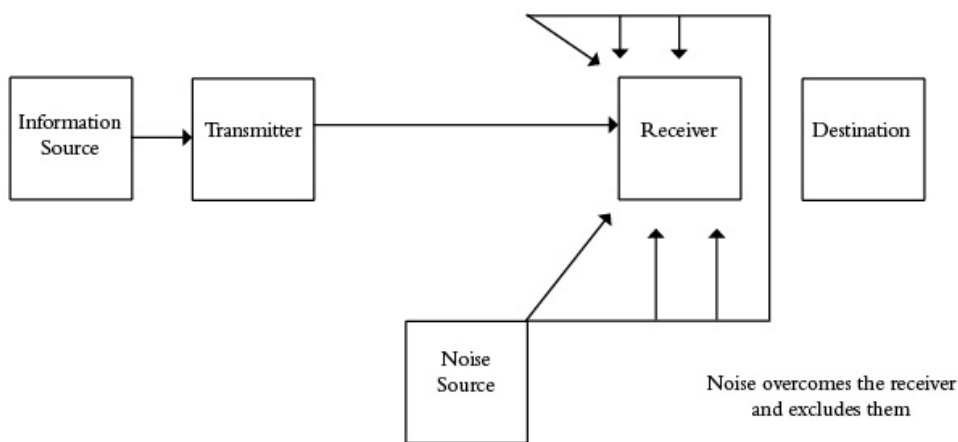 Information
Source
Transmitter
Receiver
Destination
Noise
Source
Noise overcomes the receiver
and excludes them